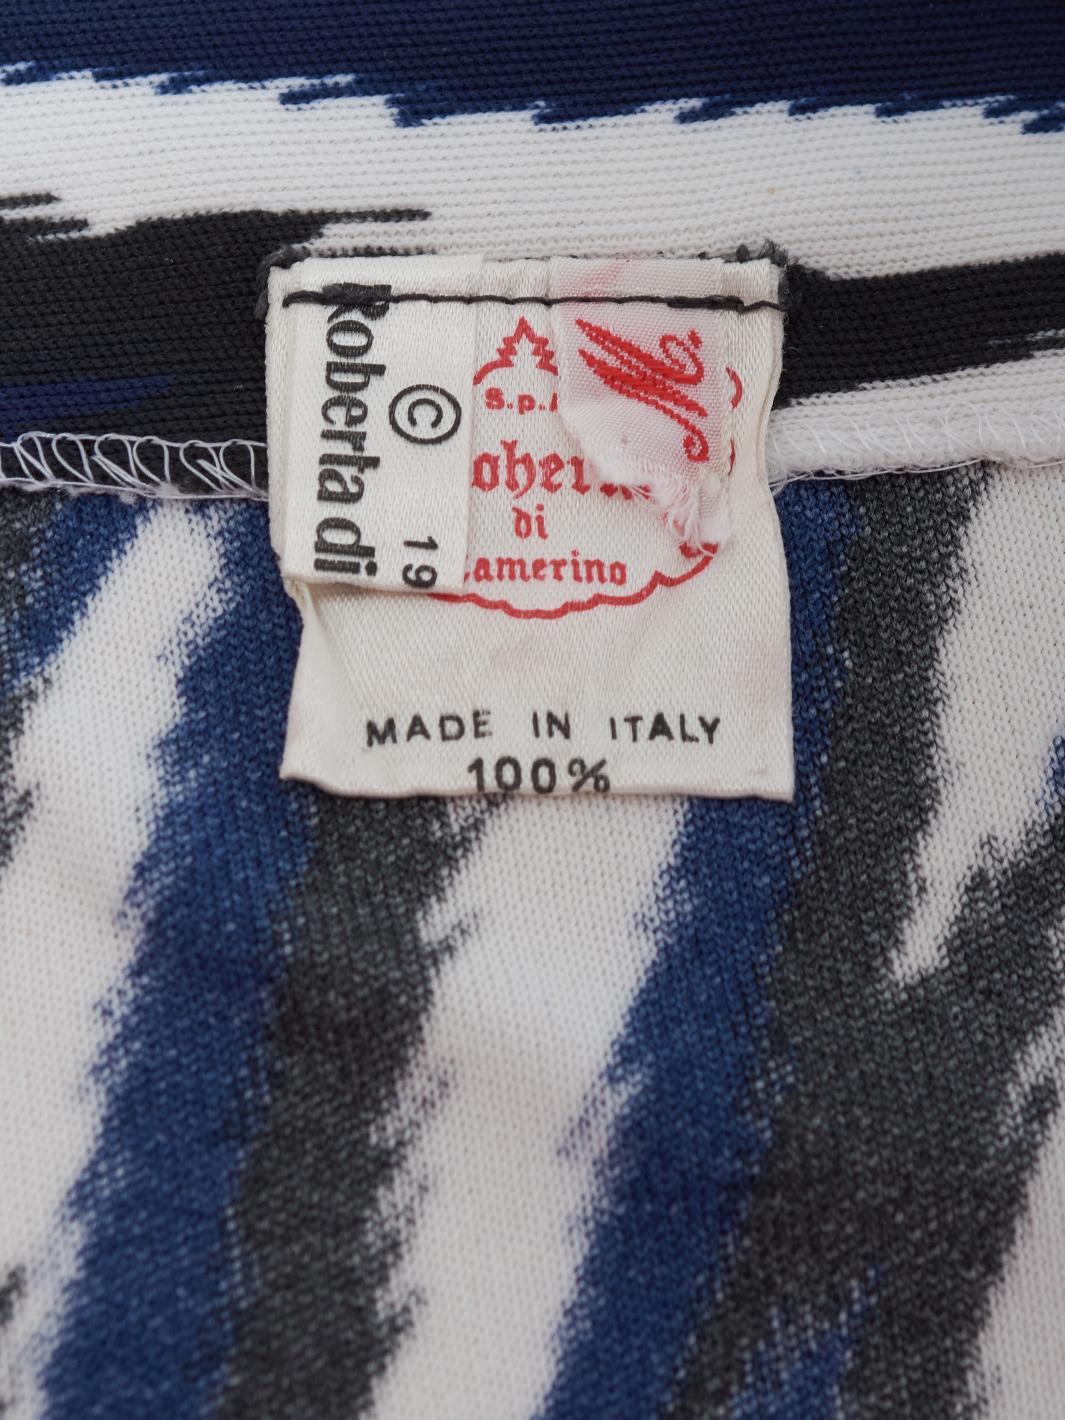 Roberta di
© 19
S.p.
di
amerino
MADE IN ITALY
100%